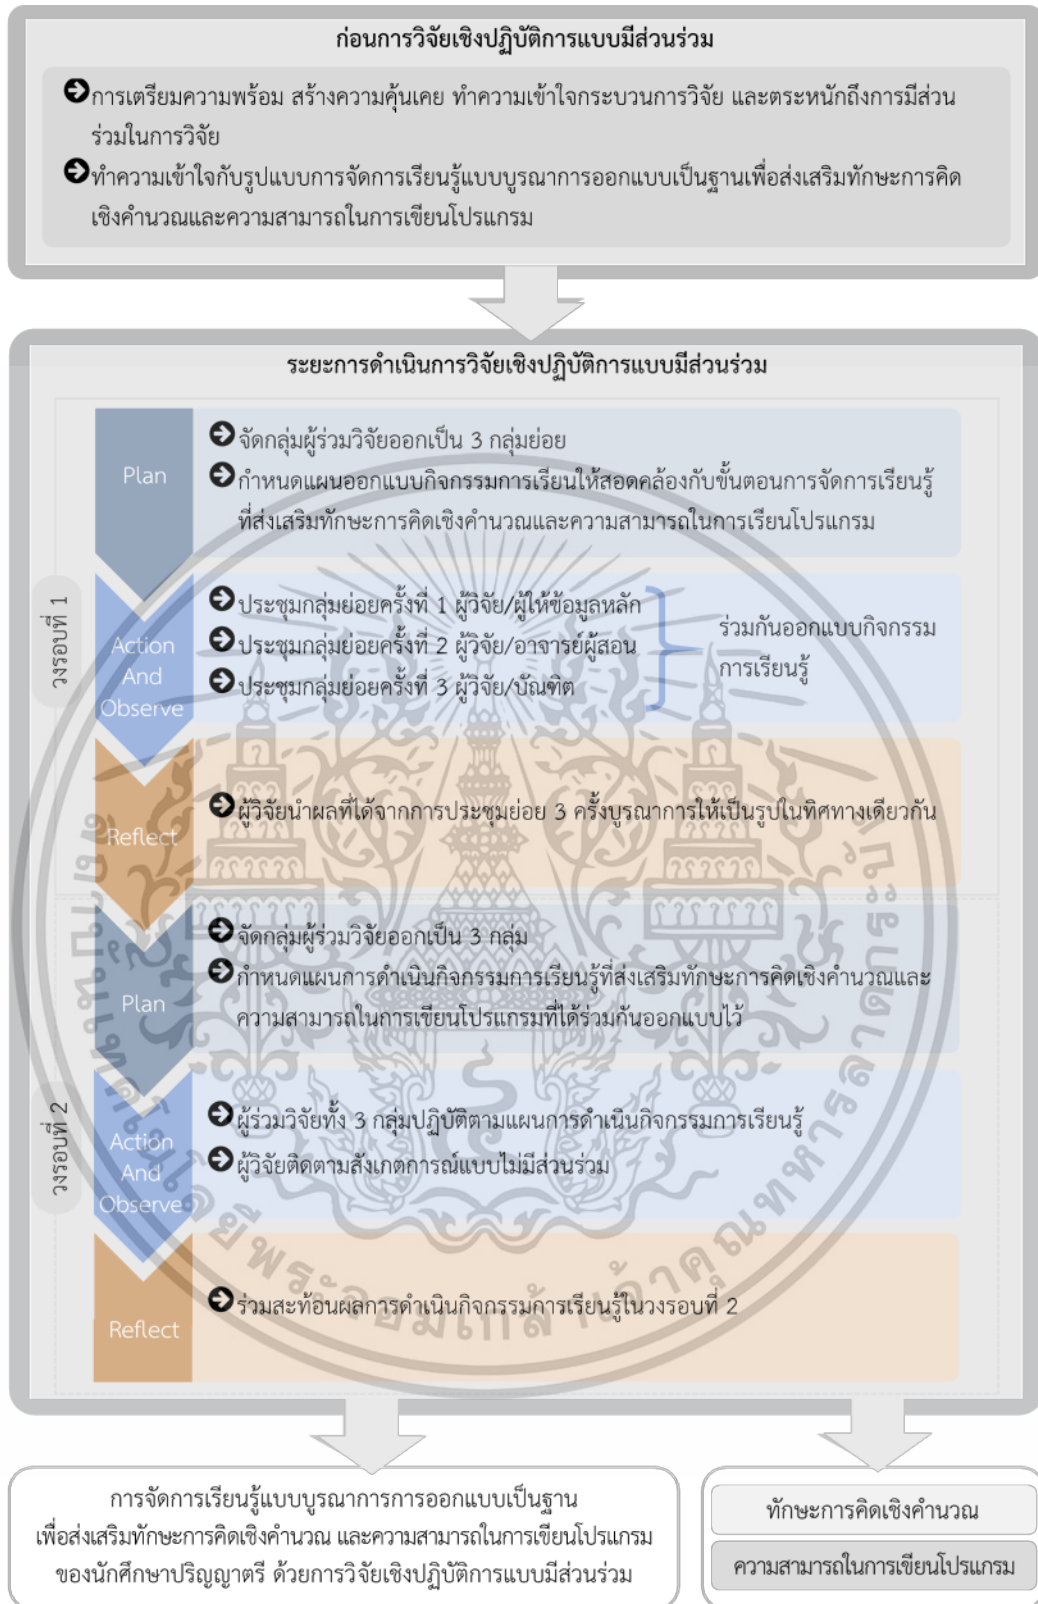 ก่อนการวิจัยเชิงปฏิบัติการแบบมีส่วนร่วม
การเตรียมความพร้อม สร้างความคุ้นเคย ทำความเข้าใจกระบวนการวิจัย และตระหนักถึงการมีส่วน
ร่วมในการวิจัย
ทำความเข้าใจกับรูปแบบการจัดการเรียนรู้แบบบูรณาการออกแบบเป็นฐานเพื่อส่งเสริมทักษะการคิด
เชิงคำนวณและความสามารถในการเขียนโปรแกรม
ระยะการดำเนินการวิจัยเชิงปฏิบัติการแบบมีส่วนร่วม
วงรอบที่ 1
Plan
จัดกลุ่มผู้ร่วมวิจัยออกเป็น 3 กลุ่มย่อย
กำหนดแผนออกแบบกิจกรรมการเรียนให้สอดคล้องกับขั้นตอนการจัดการเรียนรู้
ที่ส่งเสริมทักษะการคิดเชิงคำนวณและความสามารถในการเรียนโปรแกรม
Action
And
Observe
ประชุมกลุ่มย่อยครั้งที่ 1 ผู้วิจัย/ผู้ให้ข้อมูลหลัก
ประชุมกลุ่มย่อยครั้งที่ 2 ผู้วิจัย/อาจารย์ผู้สอน
ประชุมกลุ่มย่อยครั้งที่ 3 ผู้วิจัย/บัณฑิต
ร่วมกันออกแบบกิจกรรม
การเรียนรู้
Reflect
ผู้วิจัยนำผลที่ได้จากการประชุมย่อย 3 ครั้งบูรณาการให้เป็นรูปในทิศทางเดียวกัน
วงรอบที่ 2
Plan
จัดกลุ่มผู้ร่วมวิจัยออกเป็น 3 กลุ่ม
กำหนดแผนการดำเนินกิจกรรมการเรียนรู้ที่ส่งเสริมทักษะการคิดเชิงคำนวณและ
ความสามารถในการเขียนโปรแกรมที่ได้ร่วมกันออกแบบไว้
Action
And
Observe
ผู้ร่วมวิจัยทั้ง 3 กลุ่มปฏิบัติตามแผนการดำเนินกิจกรรมการเรียนรู้
ผู้วิจัยติดตามสังเกตการณ์แบบไม่มีส่วนร่วม
Reflect
ร่วมสะท้อนผลการดำเนินกิจกรรมการเรียนรู้ในวงรอบที่ 2
สถาบันเทคโนโลยีพระจอมเกล้าเจ้าคุณทหารลาดกระบัง
การจัดการเรียนรู้แบบบูรณาการการออกแบบเป็นฐาน
เพื่อส่งเสริมทักษะการคิดเชิงคำนวณ และความสามารถในการเขียนโปรแกรม
ของนักศึกษาปริญญาตรี ด้วยการวิจัยเชิงปฏิบัติการแบบมีส่วนร่วม
ทักษะการคิดเชิงคำนวณ
ความสามารถในการเขียนโปรแกรม